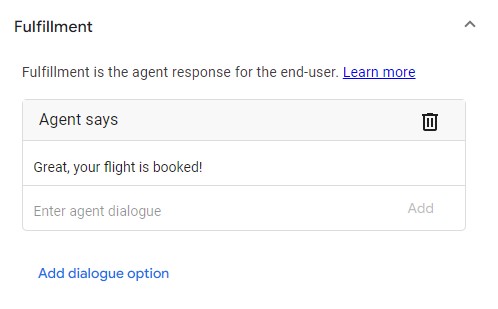 Fulfillment
Fulfillment is the agent response for the end-user. Learn more
Agent says
Great, your flight is booked!
Enter agent dialogue
Add
Add dialogue option